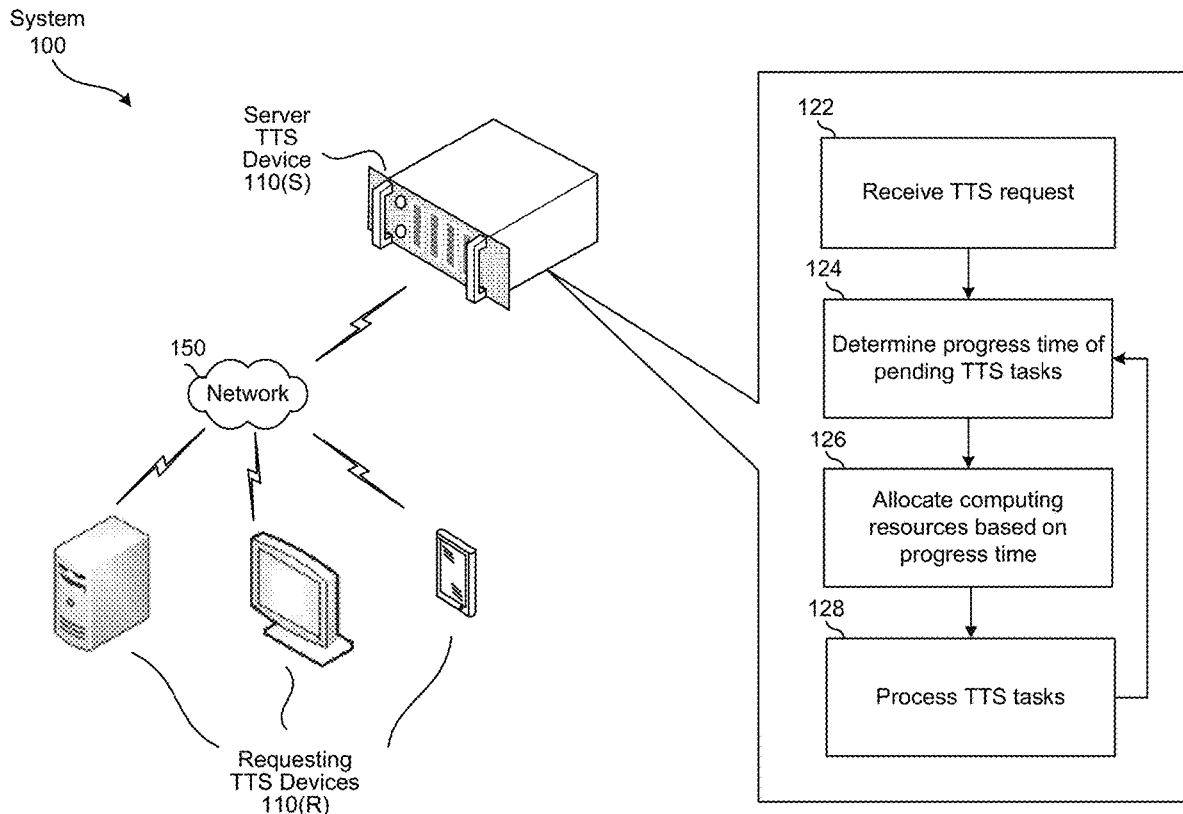 System
100
Server
TTS
Device
110(S)
150
Network
Requesting
TTS Devices
110(R)
122
Receive TTS request
124
Determine progress time of
pending TTS tasks
126
Allocate computing
resources based on
progress time
128
Process TTS tasks